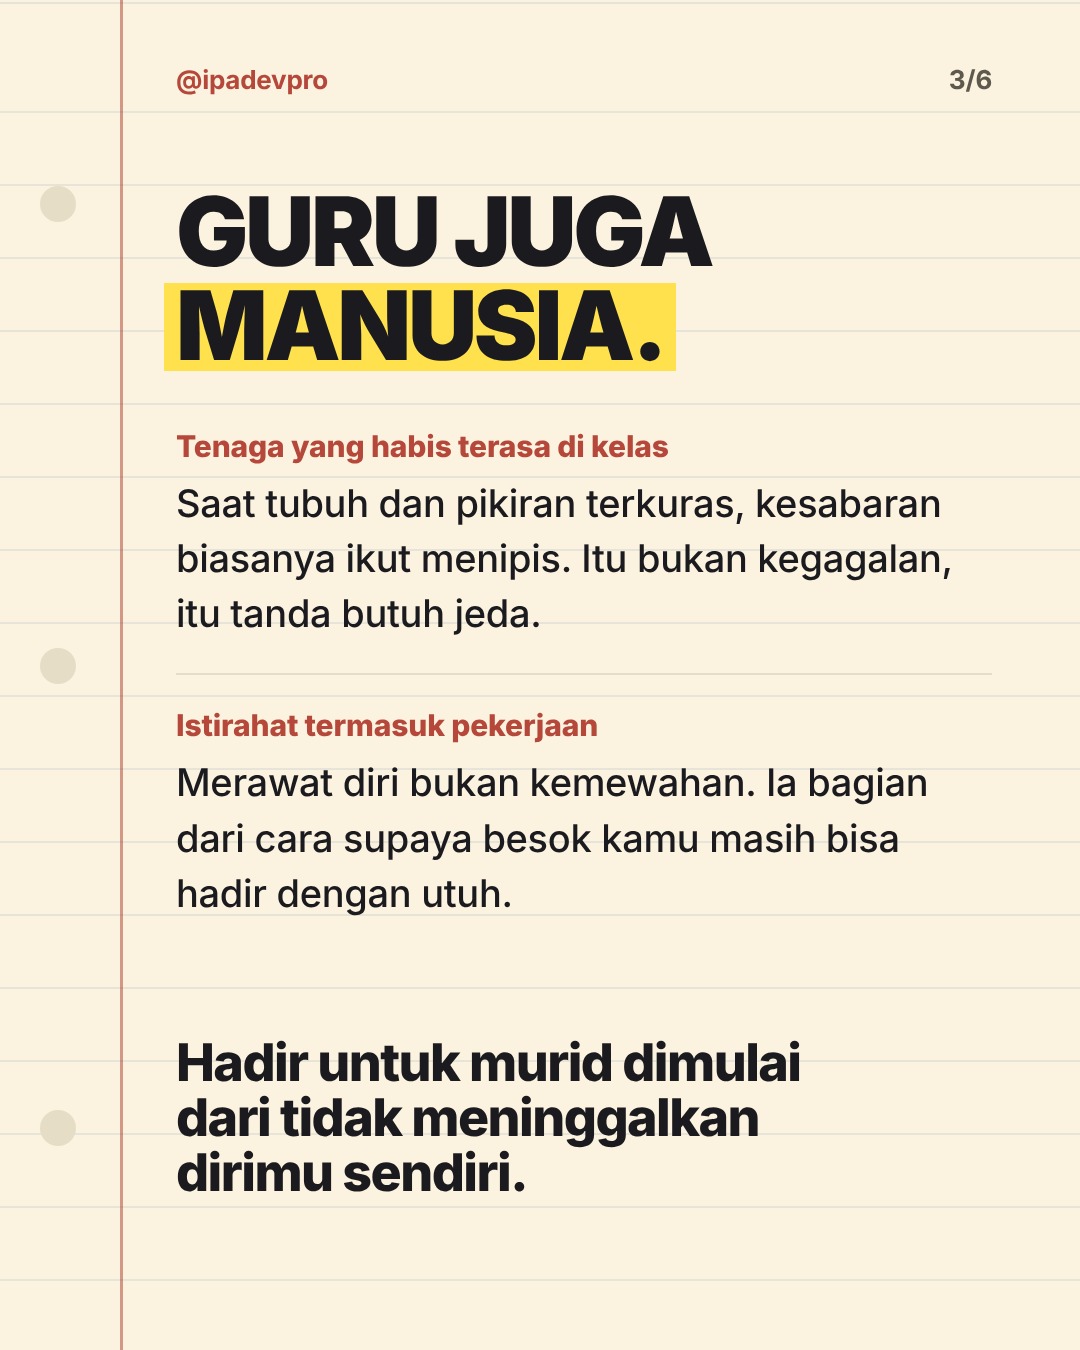 @ipadevpro
3/6
GURU JUGA
MANUSIA.
Tenaga yang habis terasa di kelas
Saat tubuh dan pikiran terkuras, kesabaran
biasanya ikut menipis. Itu bukan kegagalan,
itu tanda butuh jeda.
Istirahat termasuk pekerjaan
Merawat diri bukan kemewahan. Ia bagian
dari cara supaya besok kamu masih bisa
hadir dengan utuh.
Hadir untuk murid dimulai
dari tidak meninggalkan
dirimu sendiri.